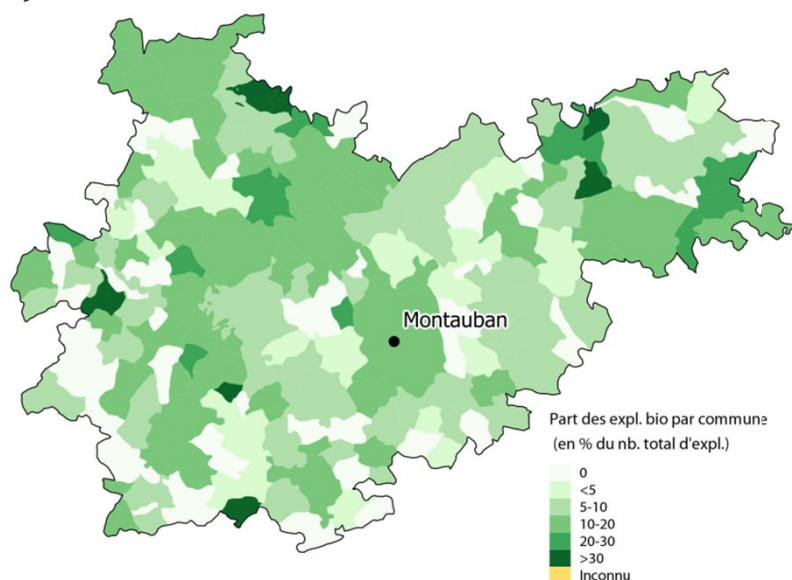 Montauban
Part des expl. bio par commune
(en % du nb. total d'expl.)
0
<5
5-10
10-20
20-30
>30
Inconnu